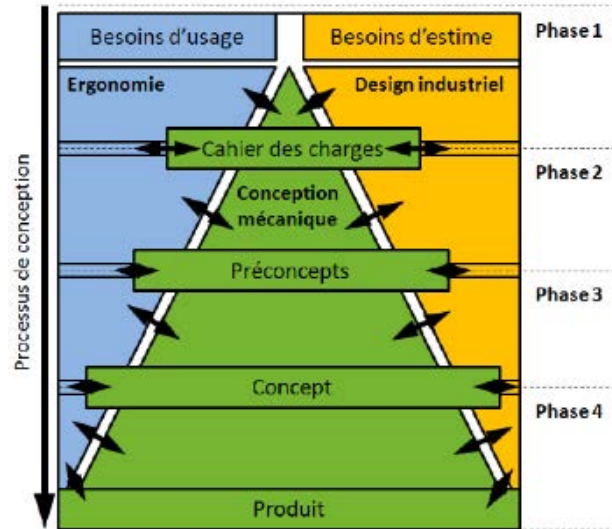 Besoins d'usage
Besoins d'estime
Phase 1
Ergonomie
Design industriel
Cahier des charges
Phase 2
Conception
mécanique
Préconcepts
Phase 3
Concept
Phase 4
Produit
Processus de conception